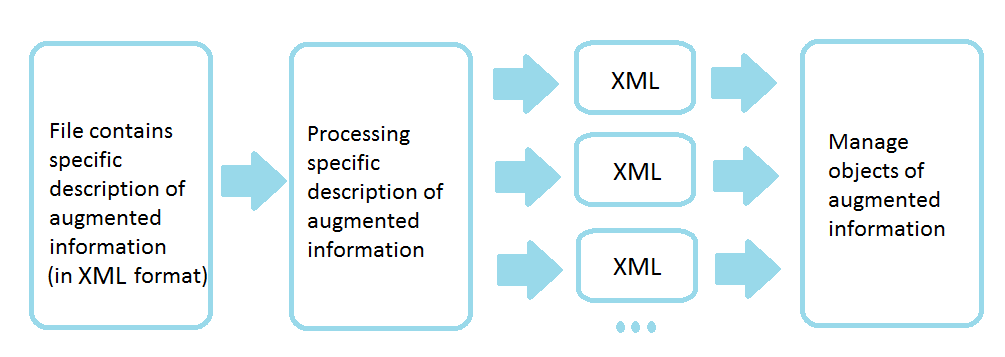 File contains
specific
description of
augmented
information
(in XML format)
Processing
specific
description of
augmented
information
XML
XML
XML
Manage
objects of
augmented
information